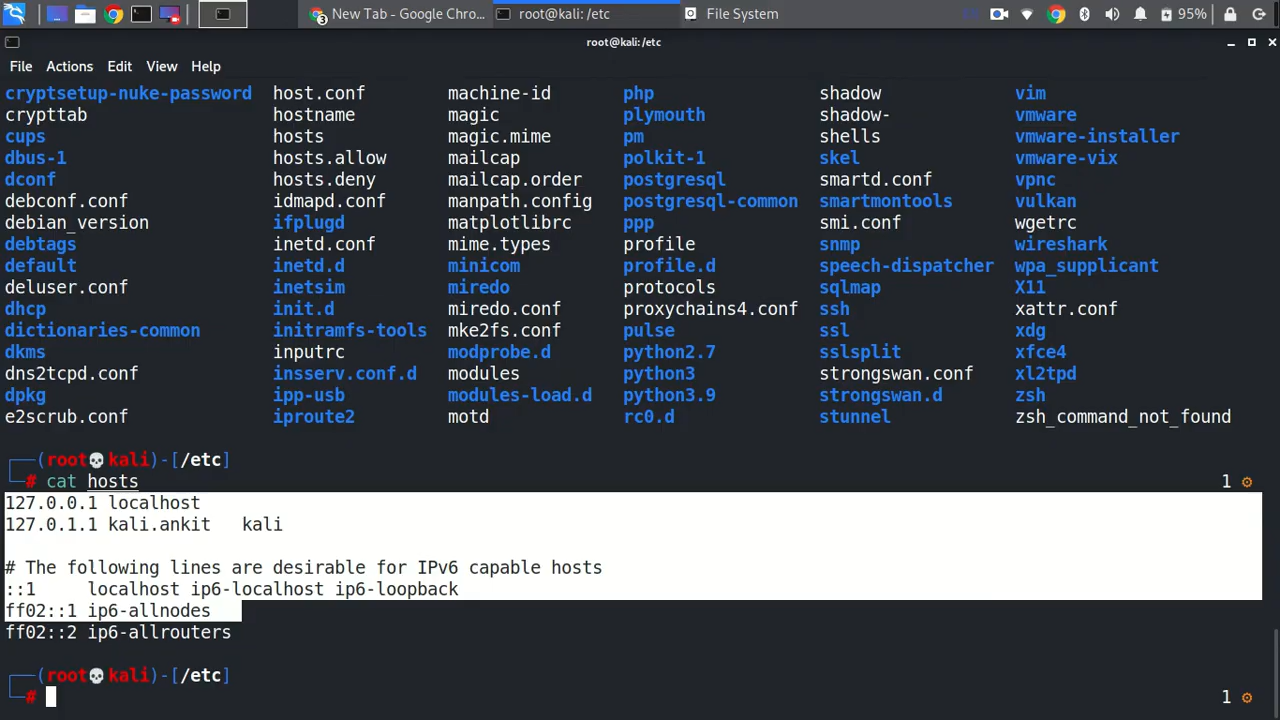 New Tab - Google Chro...
root@kali: /etc
File System
95%
root@kali: /etc
File Actions Edit View Help
cryptsetup-nuke-password host.conf machine-id php shadow vim
crypttab hostname magic plymouth shadow- vmware
cups hosts magic.mime pm shells vmware-installer
dbus-1 hosts.allow mailcap polkit-1 skel vmware-vix
dconf hosts.deny mailcap.order postgresql smartd.conf vpnc
debconf.conf idmapd.conf manpath.config postgresql-common smartmontools vulkan
debian_version ifplugd matplotlibrc ppp smi.conf wgetrc
debtags inetd.conf mime.types profile snmp wireshark
default inetd.d minicom profile.d speech-dispatcher wpa_supplicant
deluser.conf inetsim miredo protocols sqlmap X11
dhcp init.d miredo.conf proxychains4.conf ssh xattr.conf
dictionaries-common initramfs-tools mke2fs.conf pulse ssl xdg
dkms inputrc modprobe.d python2.7 sslsplit xfce4
dns2tcpd.conf insserv.conf.d modules python3 strongswan.conf xl2tpd
dpkg ipp-usb modules-load.d python3.9 strongswan.d zsh
e2scrub.conf iproute2 motd rc0.d stunnel zsh_command_not_found
┌──(root💀kali)-[/etc]
└─# cat hosts 1 ⚙
127.0.0.1 localhost
127.0.1.1 kali.ankit kali
# The following lines are desirable for IPv6 capable hosts
::1 localhost ip6-localhost ip6-loopback
ff02::1 ip6-allnodes
ff02::2 ip6-allrouters
┌──(root💀kali)-[/etc]
└─# 1 ⚙